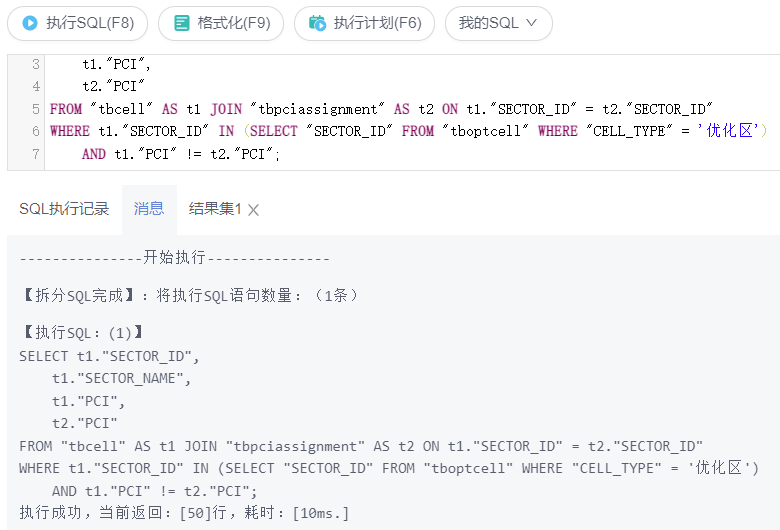 执行SQL(F8) 格式化(F9) 执行计划(F6) 我的SQL
3 t1."PCI",
4 t2."PCI"
5 FROM "tbcell" AS t1 JOIN "tbpciassignment" AS t2 ON t1."SECTOR_ID" = t2."SECTOR_ID"
6 WHERE t1."SECTOR_ID" IN (SELECT "SECTOR_ID" FROM "tboptcell" WHERE "CELL_TYPE" = '优化区')
7 AND t1."PCI" != t2."PCI";
SQL执行记录 消息 结果集1
---------------开始执行---------------
【拆分SQL完成】：将执行SQL语句数量：（1条）
【执行SQL：(1)】
SELECT t1."SECTOR_ID",
t1."SECTOR_NAME",
t1."PCI",
t2."PCI"
FROM "tbcell" AS t1 JOIN "tbpciassignment" AS t2 ON t1."SECTOR_ID" = t2."SECTOR_ID"
WHERE t1."SECTOR_ID" IN (SELECT "SECTOR_ID" FROM "tboptcell" WHERE "CELL_TYPE" = '优化区')
AND t1."PCI" != t2."PCI";
执行成功，当前返回：[50]行，耗时：[10ms.]